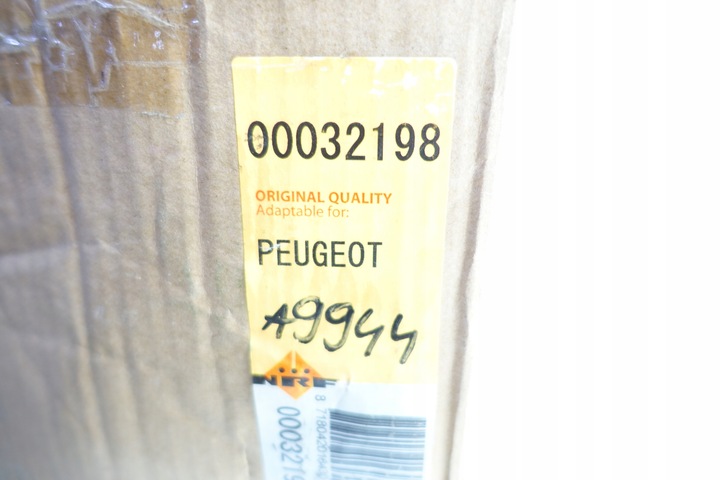 00032198
ORIGINAL QUALITY
Adaptable for:
PEUGEOT
A9944
NRF